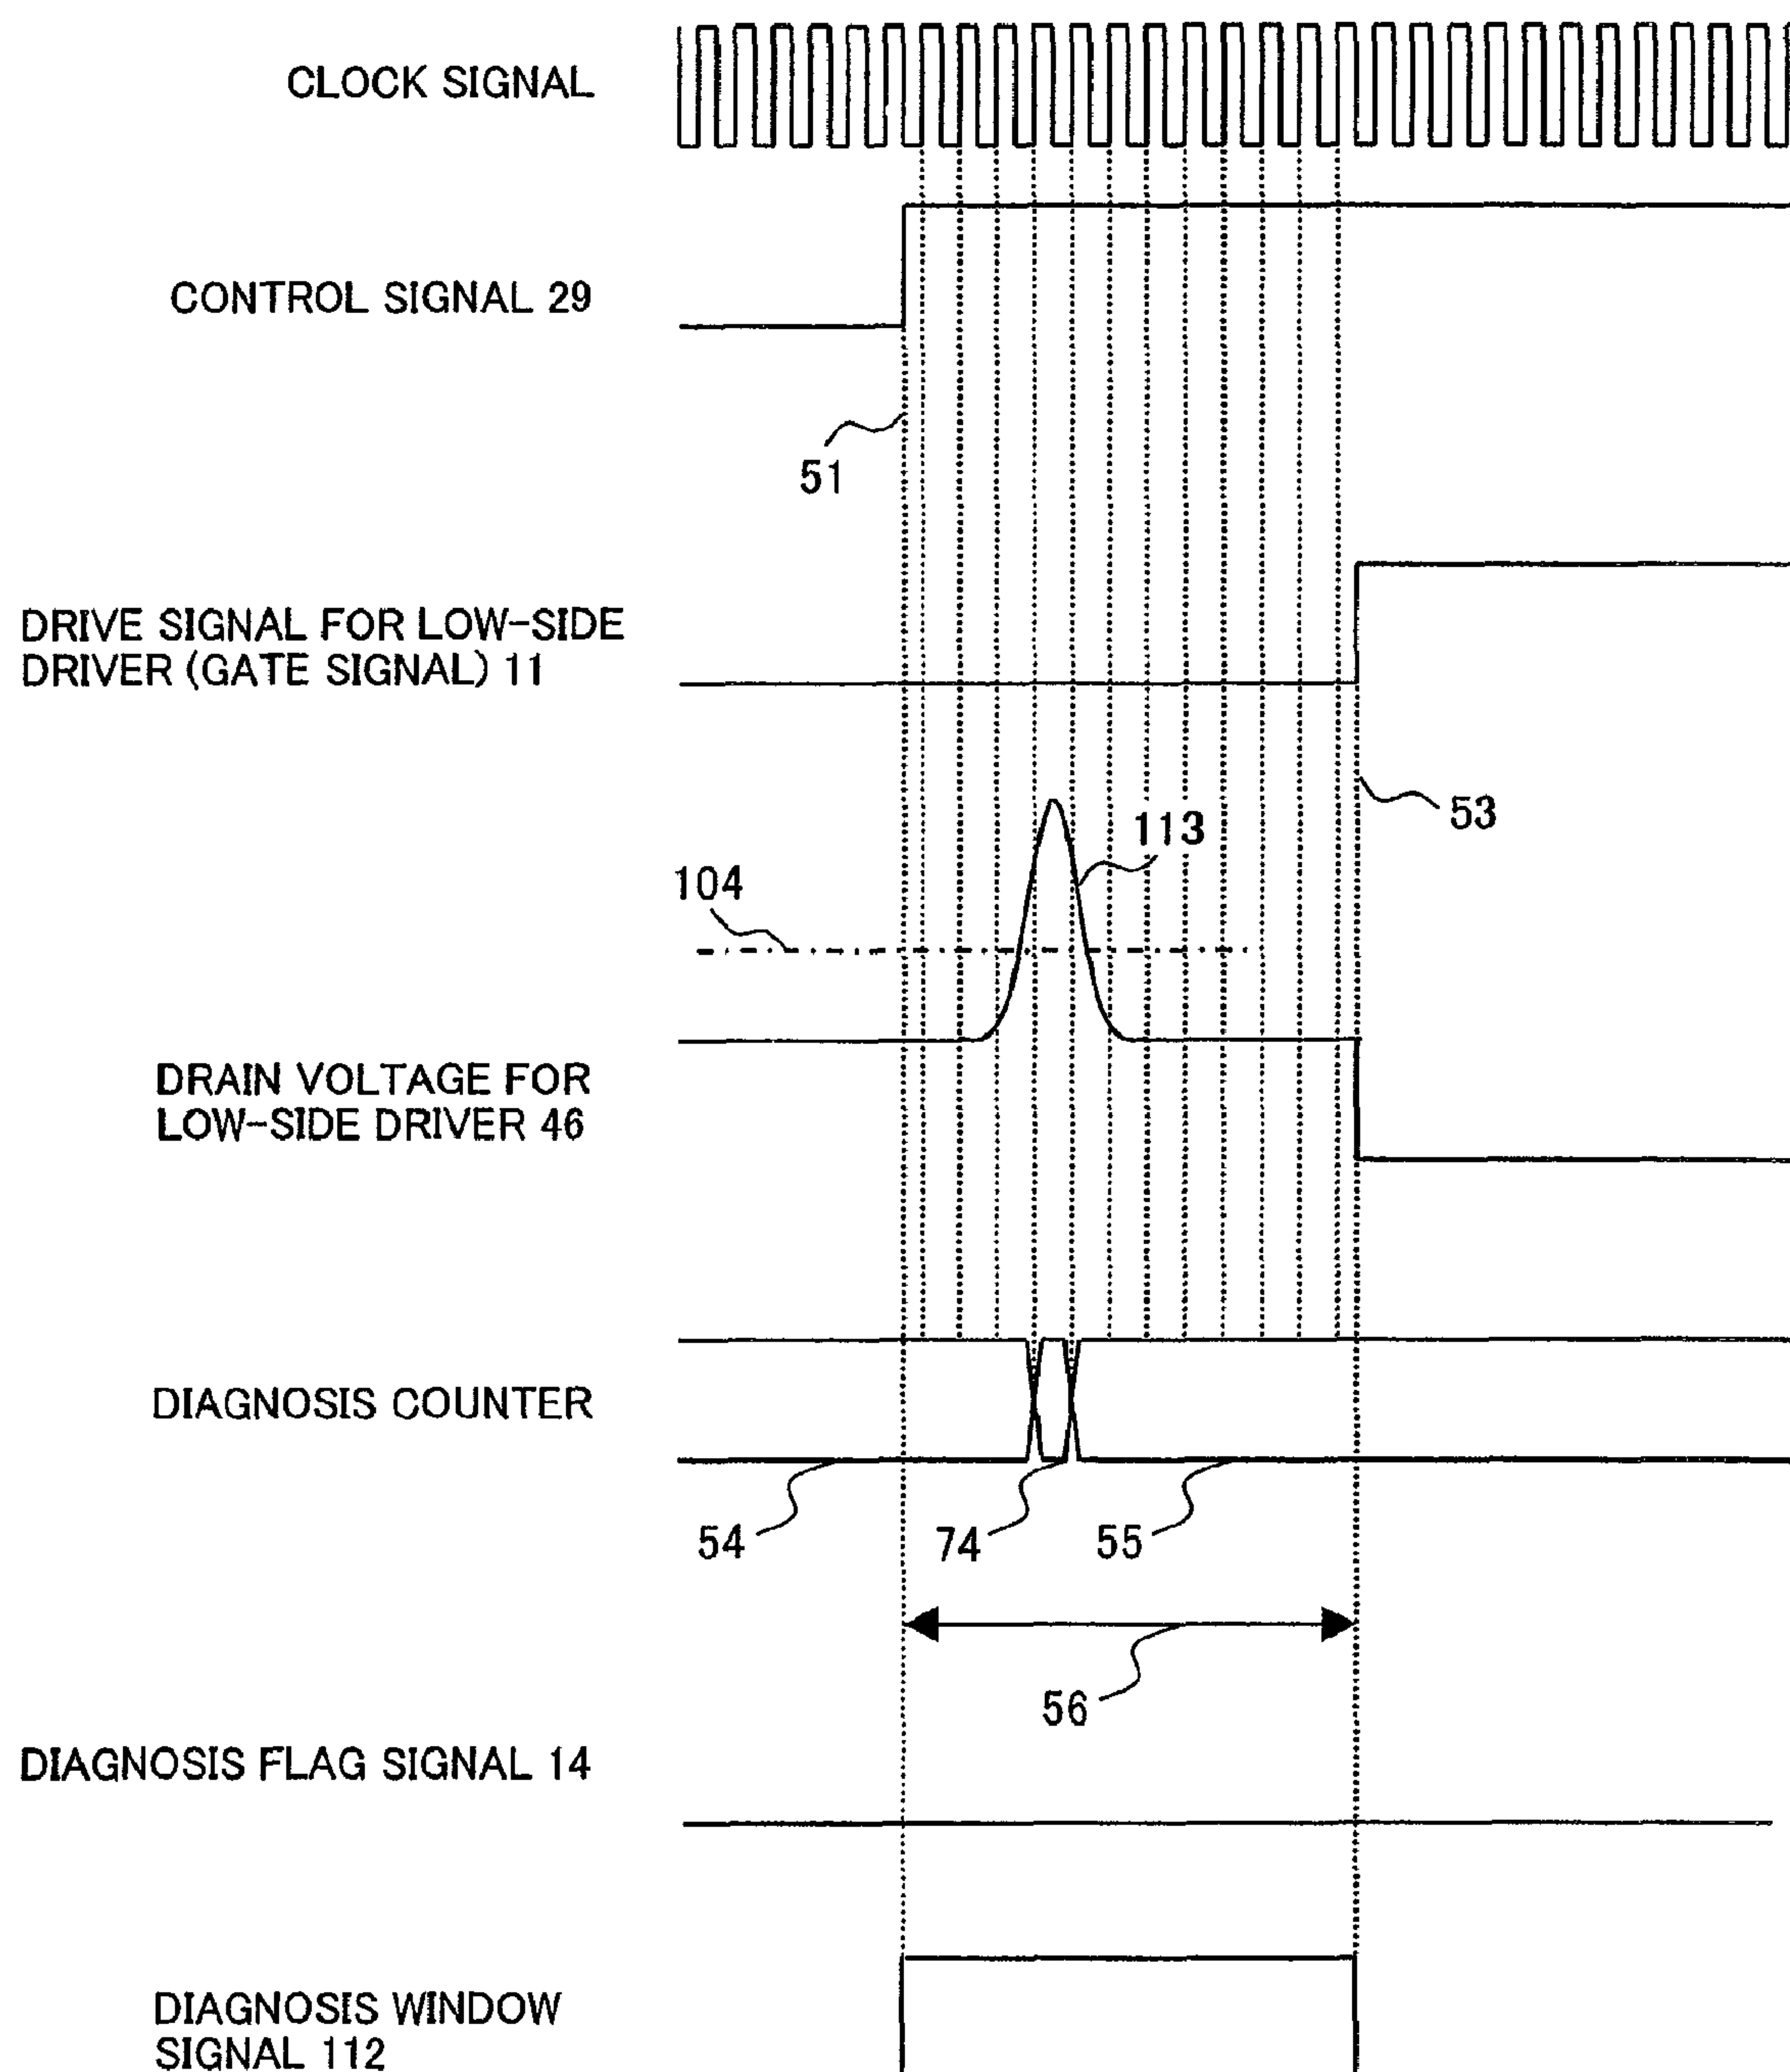 CLOCK SIGNAL
CONTROL SIGNAL 29
51
DRIVE SIGNAL FOR LOW-SIDE
DRIVER (GATE SIGNAL) 11
53
113
104
DRAIN VOLTAGE FOR
LOW-SIDE DRIVER 46
DIAGNOSIS COUNTER
54
74
55
56
DIAGNOSIS FLAG SIGNAL 14
DIAGNOSIS WINDOW
SIGNAL 112